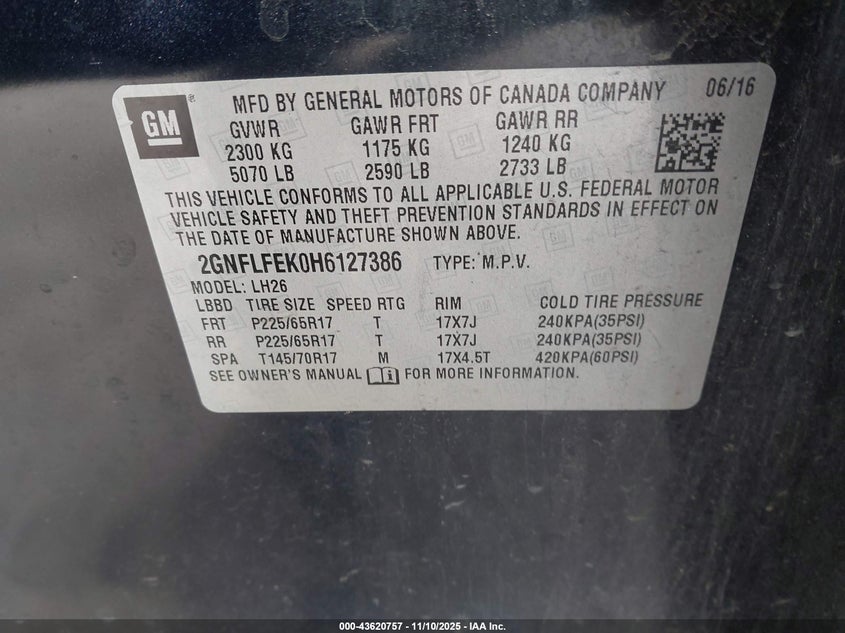 GM
®
MFD BY GENERAL MOTORS OF CANADA COMPANY 06/16
GVWR GAWR FRT GAWR RR
2300 KG 1175 KG 1240 KG
5070 LB 2590 LB 2733 LB
THIS VEHICLE CONFORMS TO ALL APPLICABLE U.S. FEDERAL MOTOR
VEHICLE SAFETY AND THEFT PREVENTION STANDARDS IN EFFECT ON
THE DATE OF MANUFACTURE SHOWN ABOVE.
2GNFLFEK0H6127386 TYPE: M.P.V.
MODEL: LH26
LBBD TIRE SIZE SPEED RTG RIM COLD TIRE PRESSURE
FRT P225/65R17 T 17X7J 240KPA(35PSI)
RR P225/65R17 T 17X7J 240KPA(35PSI)
SPA T145/70R17 M 17X4.5T 420KPA(60PSI)
SEE OWNER'S MANUAL FOR MORE INFORMATION.
000-43620757 - 11/10/2025 - IAA Inc.